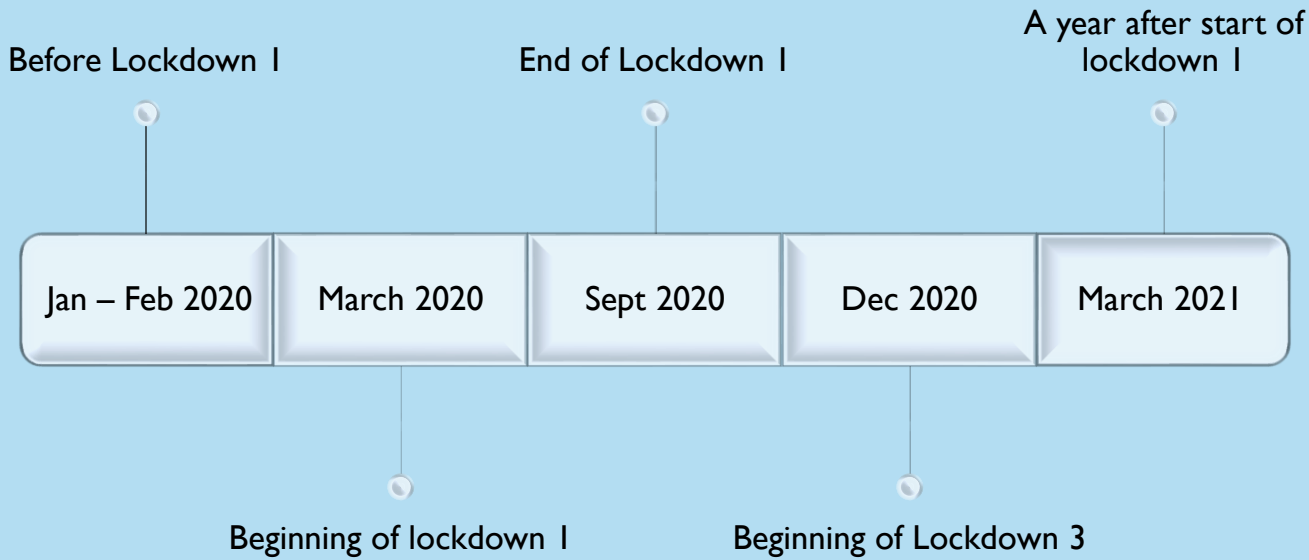 A year after start of
lockdown 1
Before Lockdown 1
End of Lockdown 1
Jan – Feb 2020
March 2020
Sept 2020
Dec 2020
March 2021
Beginning of lockdown 1
Beginning of Lockdown 3